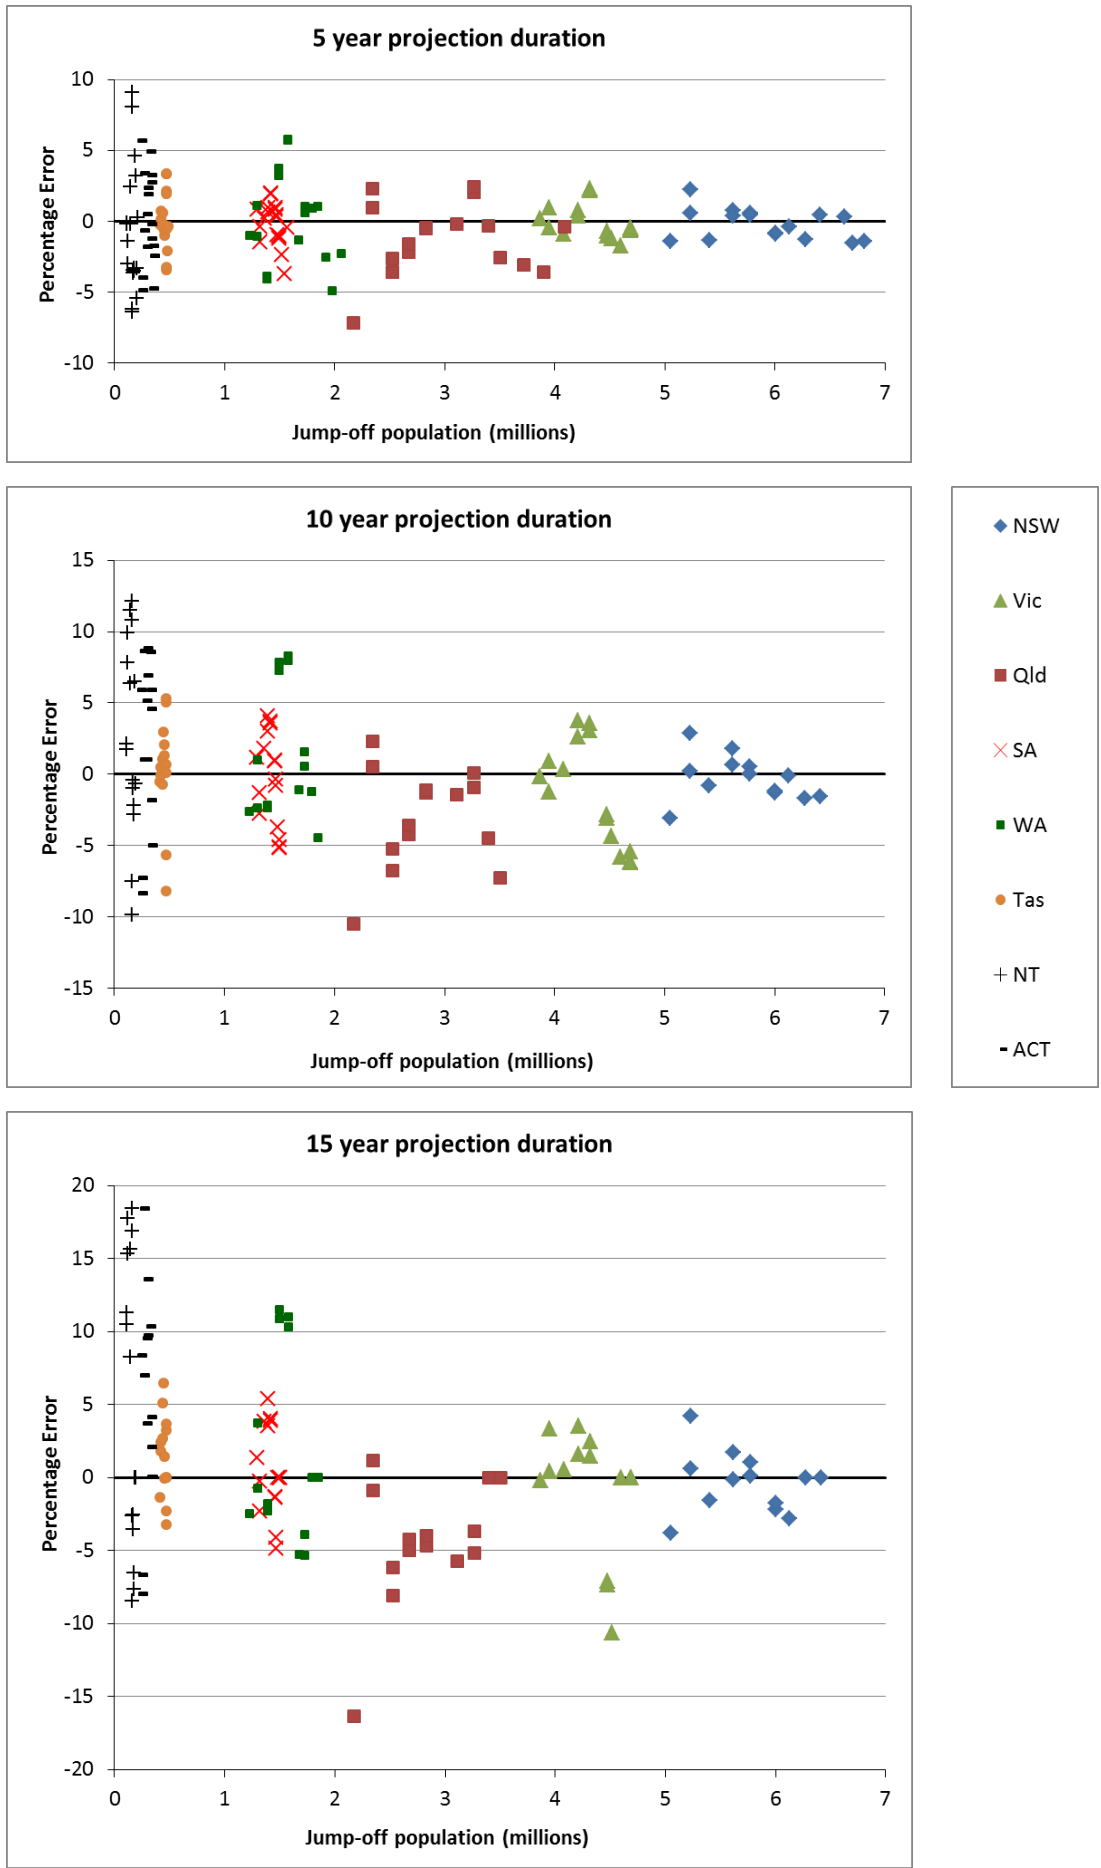 5 year projection duration
10
5
0
-5
-10
Percentage Error
0 1 2 3 4 5 6 7
Jump-off population (millions)
10 year projection duration
15
10
5
0
-5
-10
-15
Percentage Error
0 1 2 3 4 5 6 7
Jump-off population (millions)
NSW
Vic
Qld
SA
WA
Tas
NT
ACT
15 year projection duration
20
15
10
5
0
-5
-10
-15
-20
Percentage Error
0 1 2 3 4 5 6 7
Jump-off population (millions)